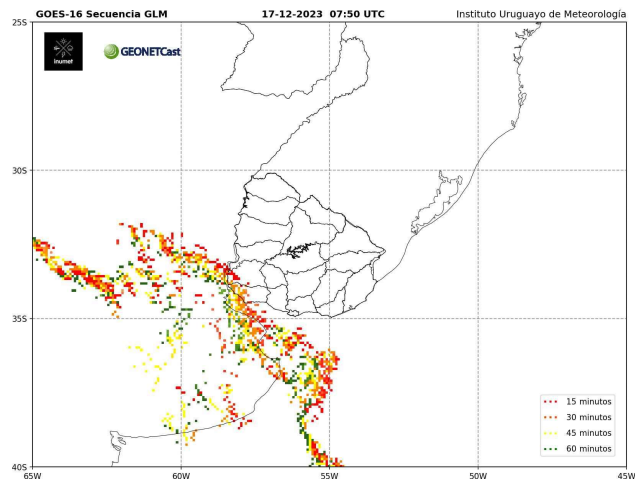 GOES-16 Secuencia GLM 17-12-2023 07:50 UTC Instituto Uruguayo de Meteorología
25S
inumet GEONETCast
30S
35S
15 minutos
30 minutos
45 minutos
60 minutos
40S
65W 60W 55W 50W 45W